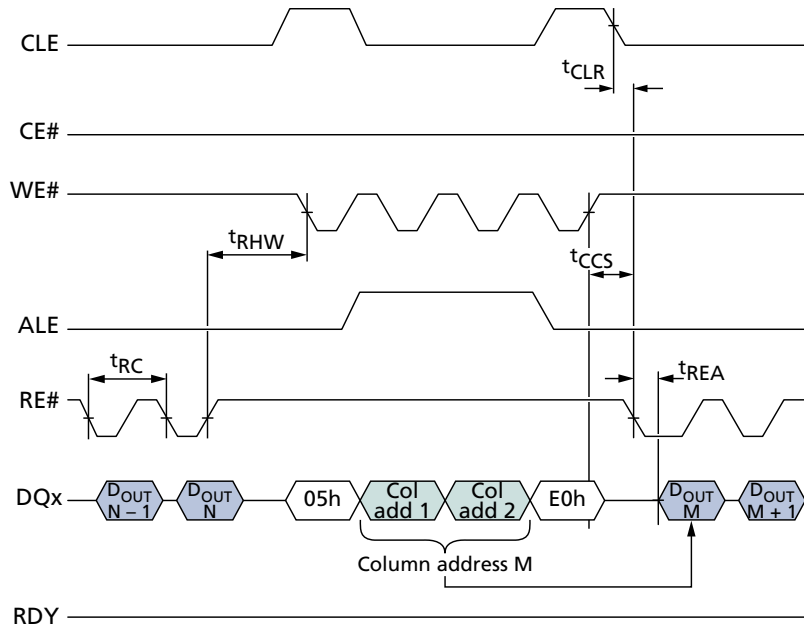 CLE
tCLR
CE#
WE#
tRHW
tCCS
ALE
tRC
tREA
RE#
DQx
DOUT
N – 1
DOUT
N
05h
Col
add 1
Col
add 2
E0h
DOUT
M
DOUT
M + 1
Column address M
RDY